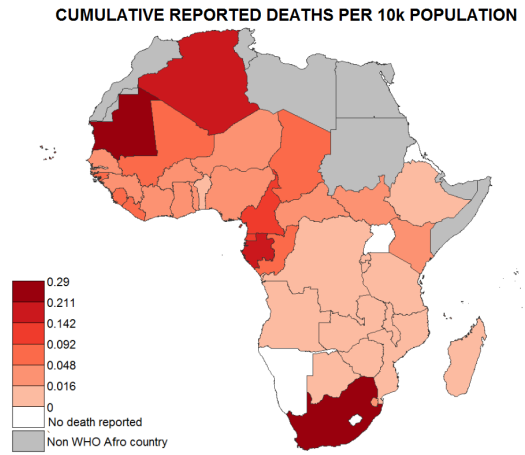 CUMULATIVE REPORTED DEATHS PER 10k POPULATION
0.29
0.211
0.142
0.092
0.048
0.016
0
No death reported
Non WHO Afro country